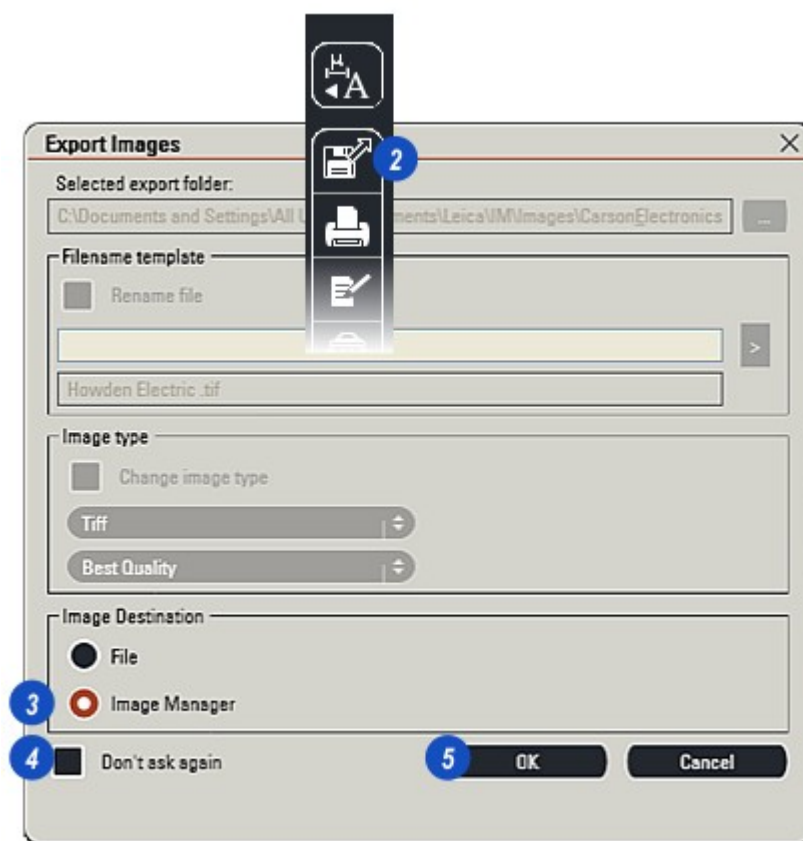 µ
A
Export Images
2
Selected export folder:
C:\Documents and Settings\All U ments\Leica\IM\Images\CarsonElectronics
...
Filename template
Rename file
>
Howden Electric .tif
Image type
Change image type
Tiff
Best Quality
Image Destination
File
3
Image Manager
4
Don't ask again
5
OK
Cancel